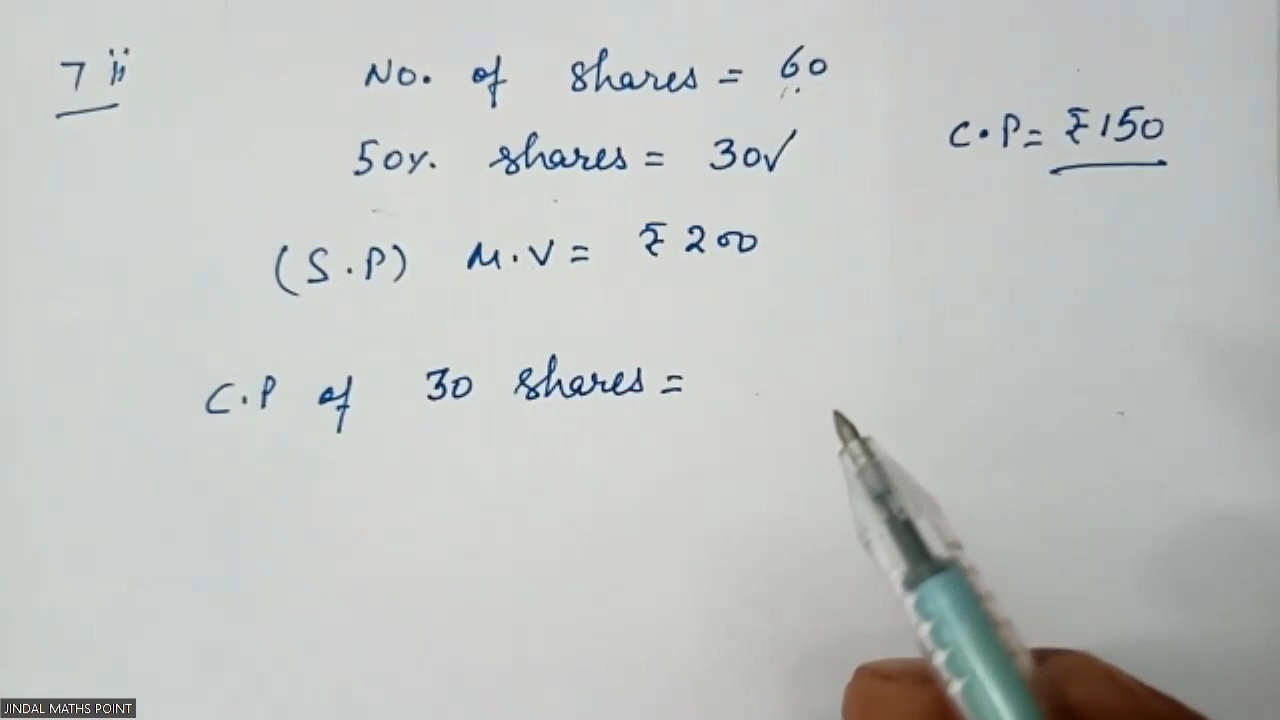 7 ii
No. of shares = 60
50%. shares = 30✓
C.P = ₹150
(S.P) M.V = ₹ 200
C.P of 30 shares =
JINDAL MATHS POINT